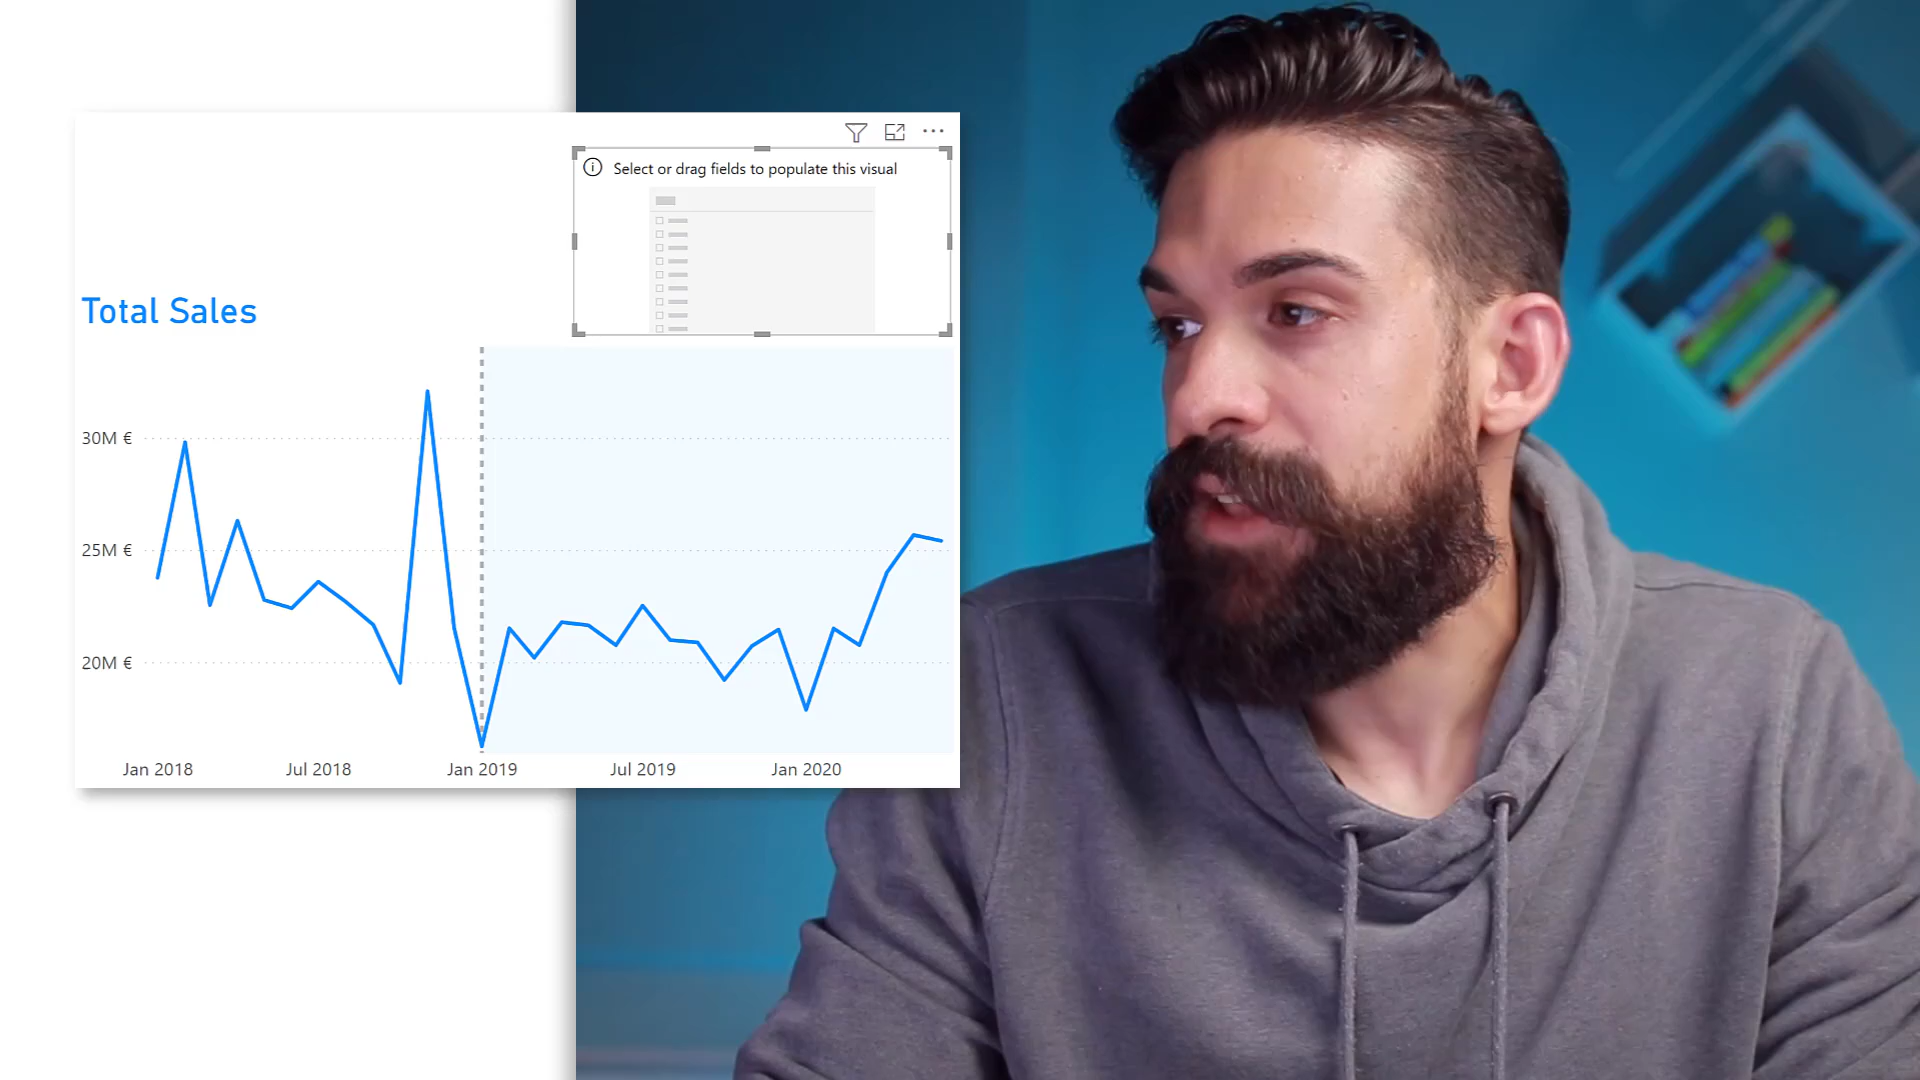 Select or drag fields to populate this visual
Total Sales
30M €
25M €
20M €
Jan 2018
Jul 2018
Jan 2019
Jul 2019
Jan 2020